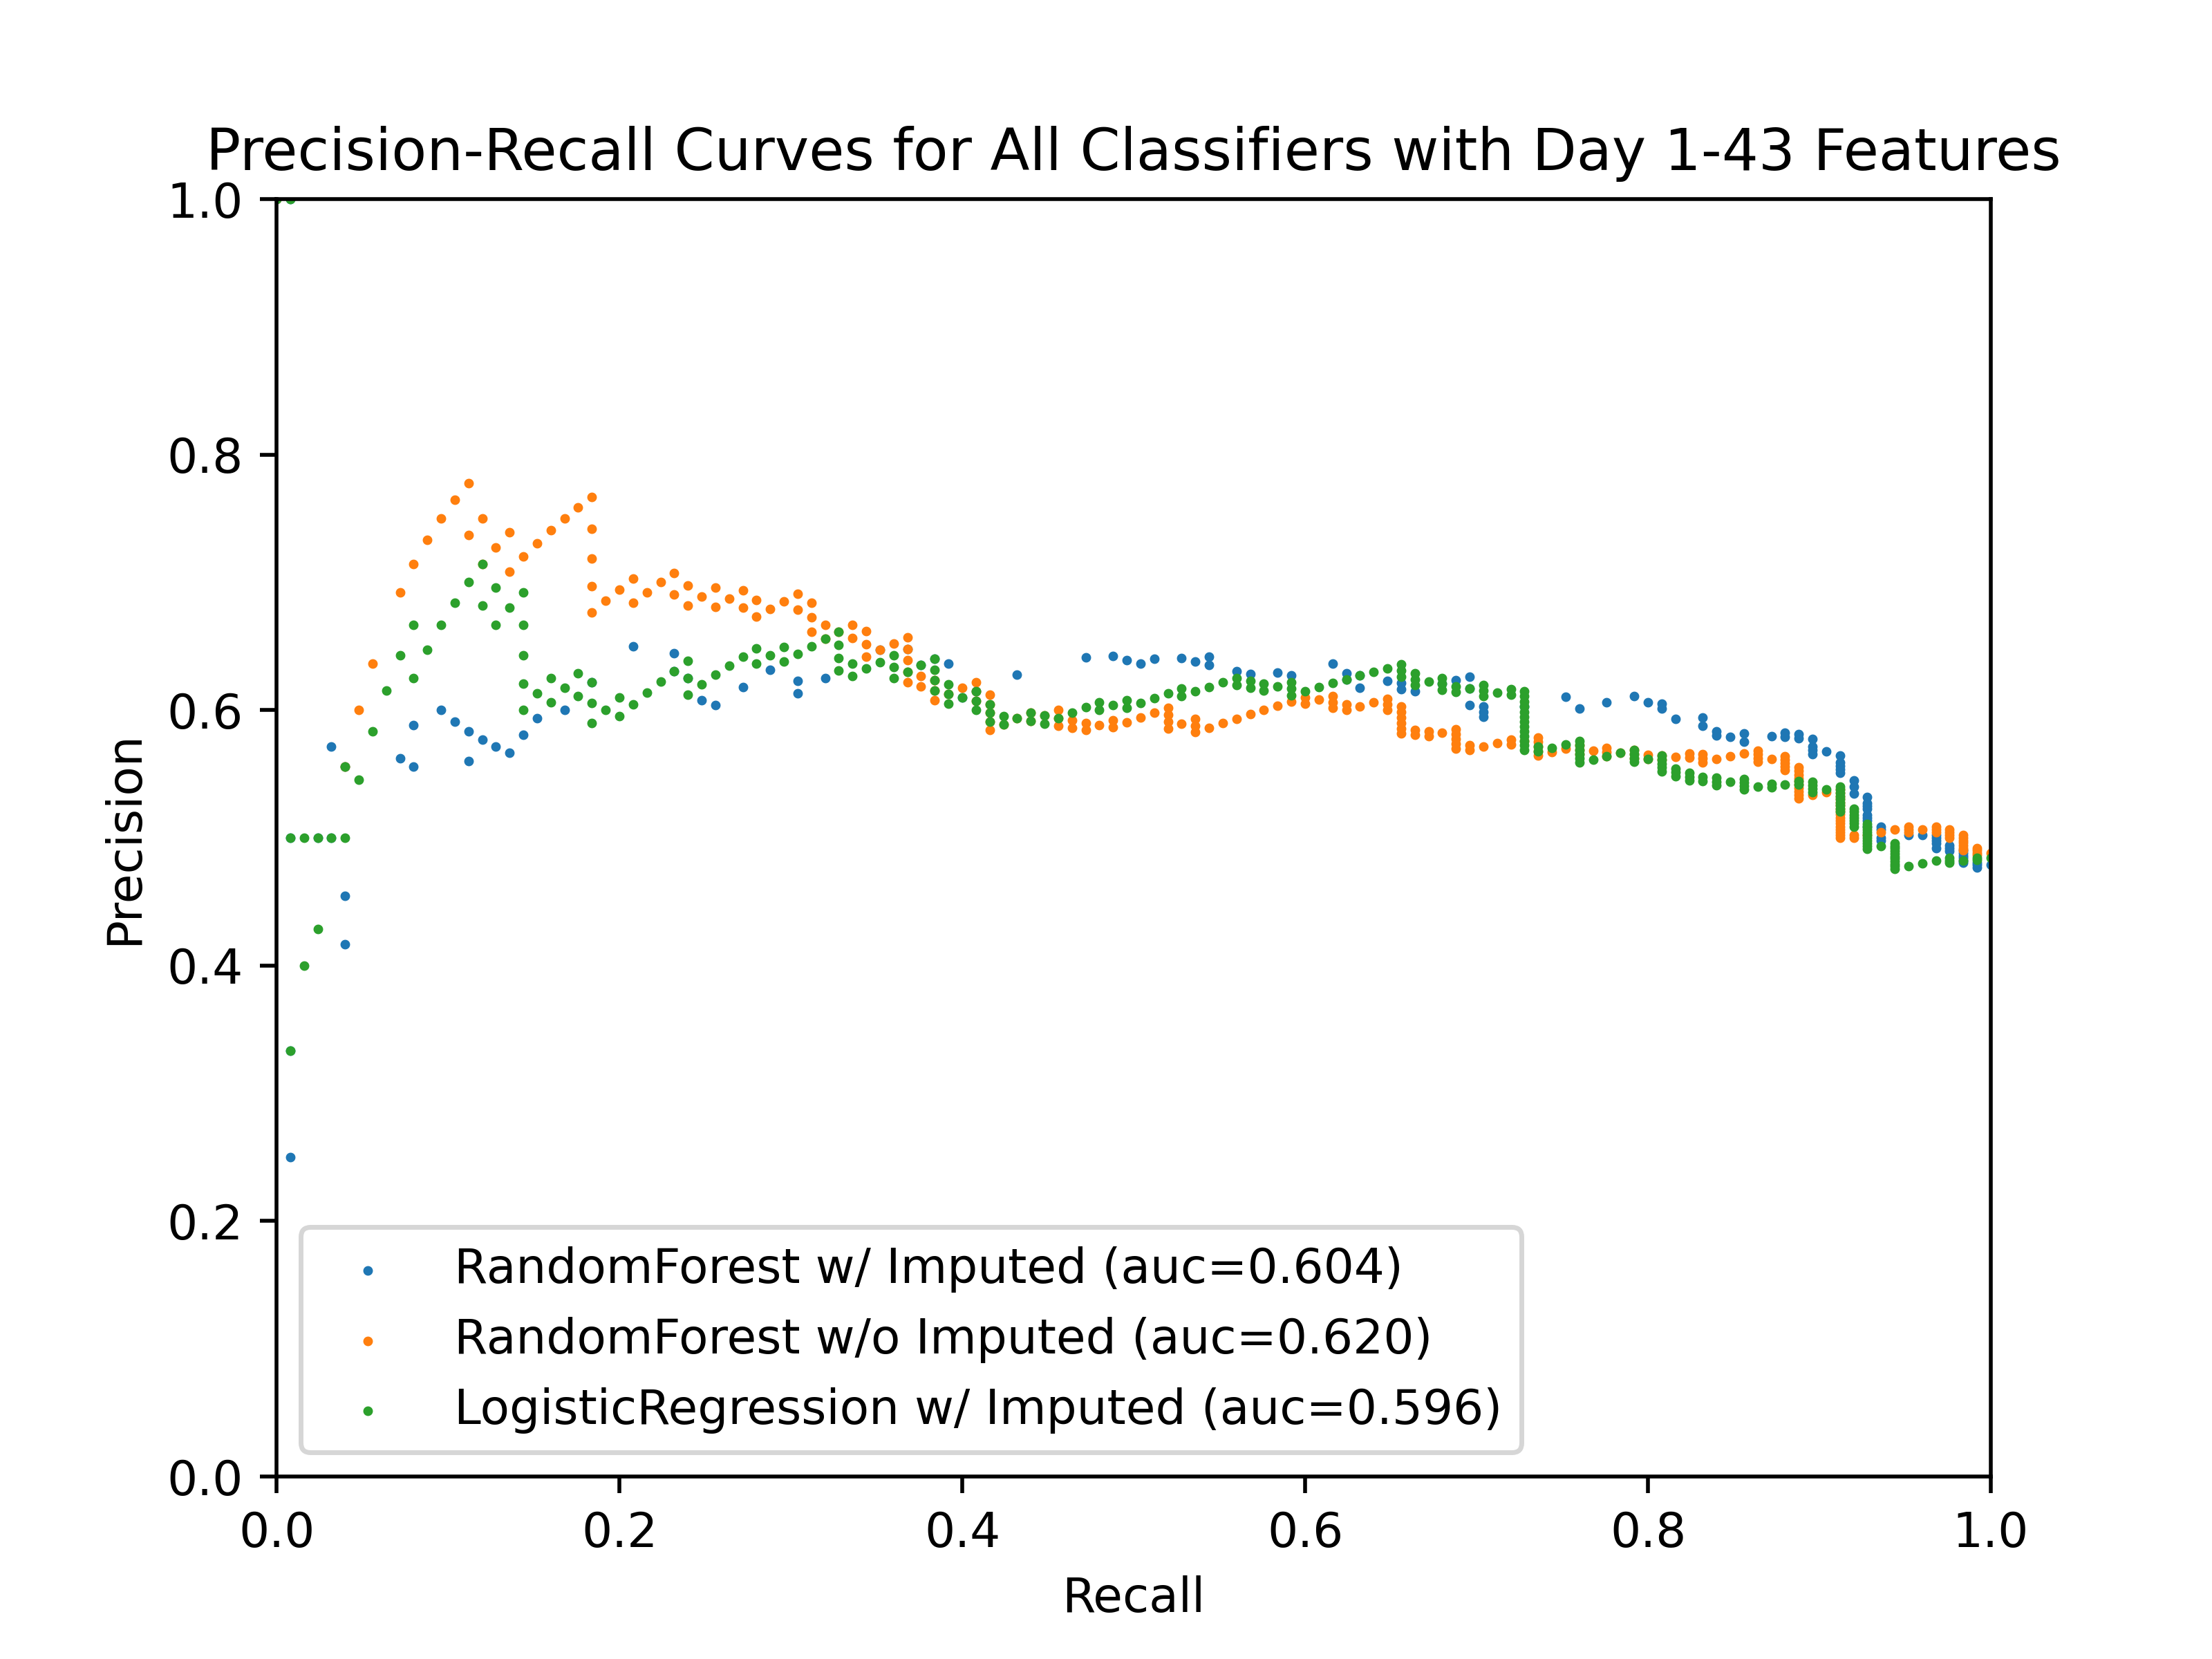 Precision-Recall Curves for All Classifiers with Day 1-43 Features
1.0
0.8
0.6
0.4
0.2
0.0
Precision
RandomForest w/ Imputed (auc=0.604)
RandomForest w/o Imputed (auc=0.620)
LogisticRegression w/ Imputed (auc=0.596)
0.0 0.2 0.4 0.6 0.8 1.0
Recall